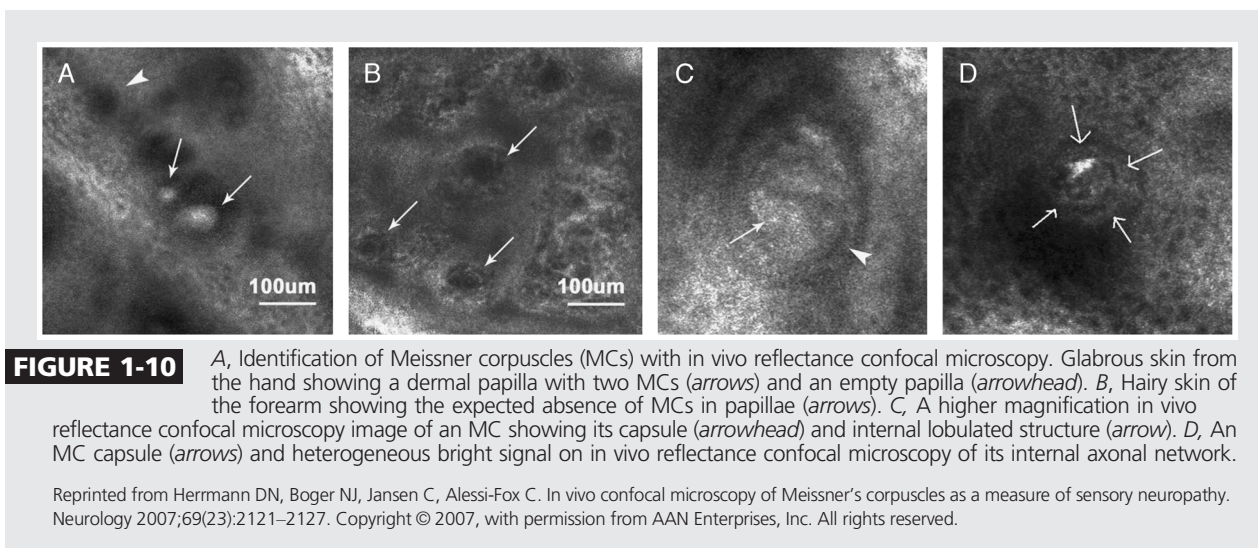 A
B
C
D
100um
100um
FIGURE 1-10
A, Identification of Meissner corpuscles (MCs) with in vivo reflectance confocal microscopy. Glabrous skin from
the hand showing a dermal papilla with two MCs (arrows) and an empty papilla (arrowhead). B, Hairy skin of
the forearm showing the expected absence of MCs in papillae (arrows). C, A higher magnification in vivo
reflectance confocal microscopy image of an MC showing its capsule (arrowhead) and internal lobulated structure (arrow). D, An
MC capsule (arrows) and heterogeneous bright signal on in vivo reflectance confocal microscopy of its internal axonal network.
Reprinted from Herrmann DN, Boger NJ, Jansen C, Alessi-Fox C. In vivo confocal microscopy of Meissner's corpuscles as a measure of sensory neuropathy.
Neurology 2007;69(23):2121–2127. Copyright © 2007, with permission from AAN Enterprises, Inc. All rights reserved.